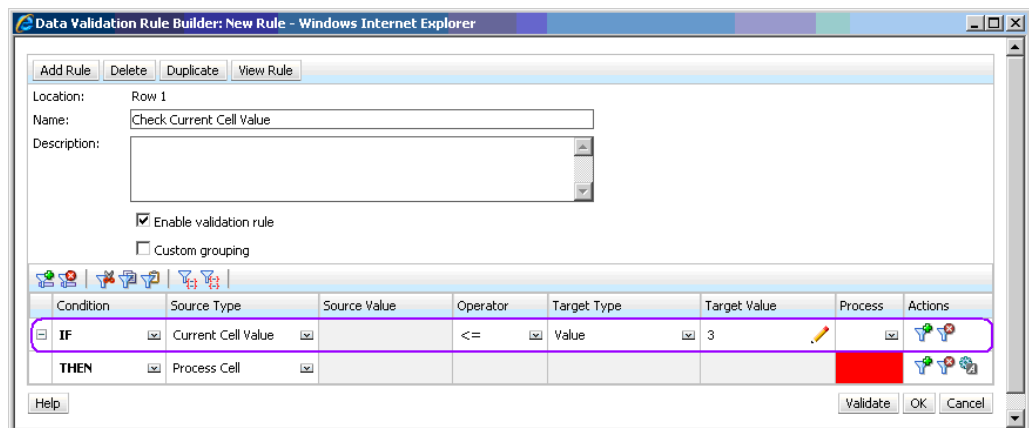 Data Validation Rule Builder: New Rule - Windows Internet Explorer
Add Rule Delete Duplicate View Rule
Location: Row 1
Name: Check Current Cell Value
Description:
Enable validation rule
Custom grouping
Condition Source Type Source Value Operator Target Type Target Value Process Actions
IF Current Cell Value <= Value 3
THEN Process Cell
Help Validate OK Cancel